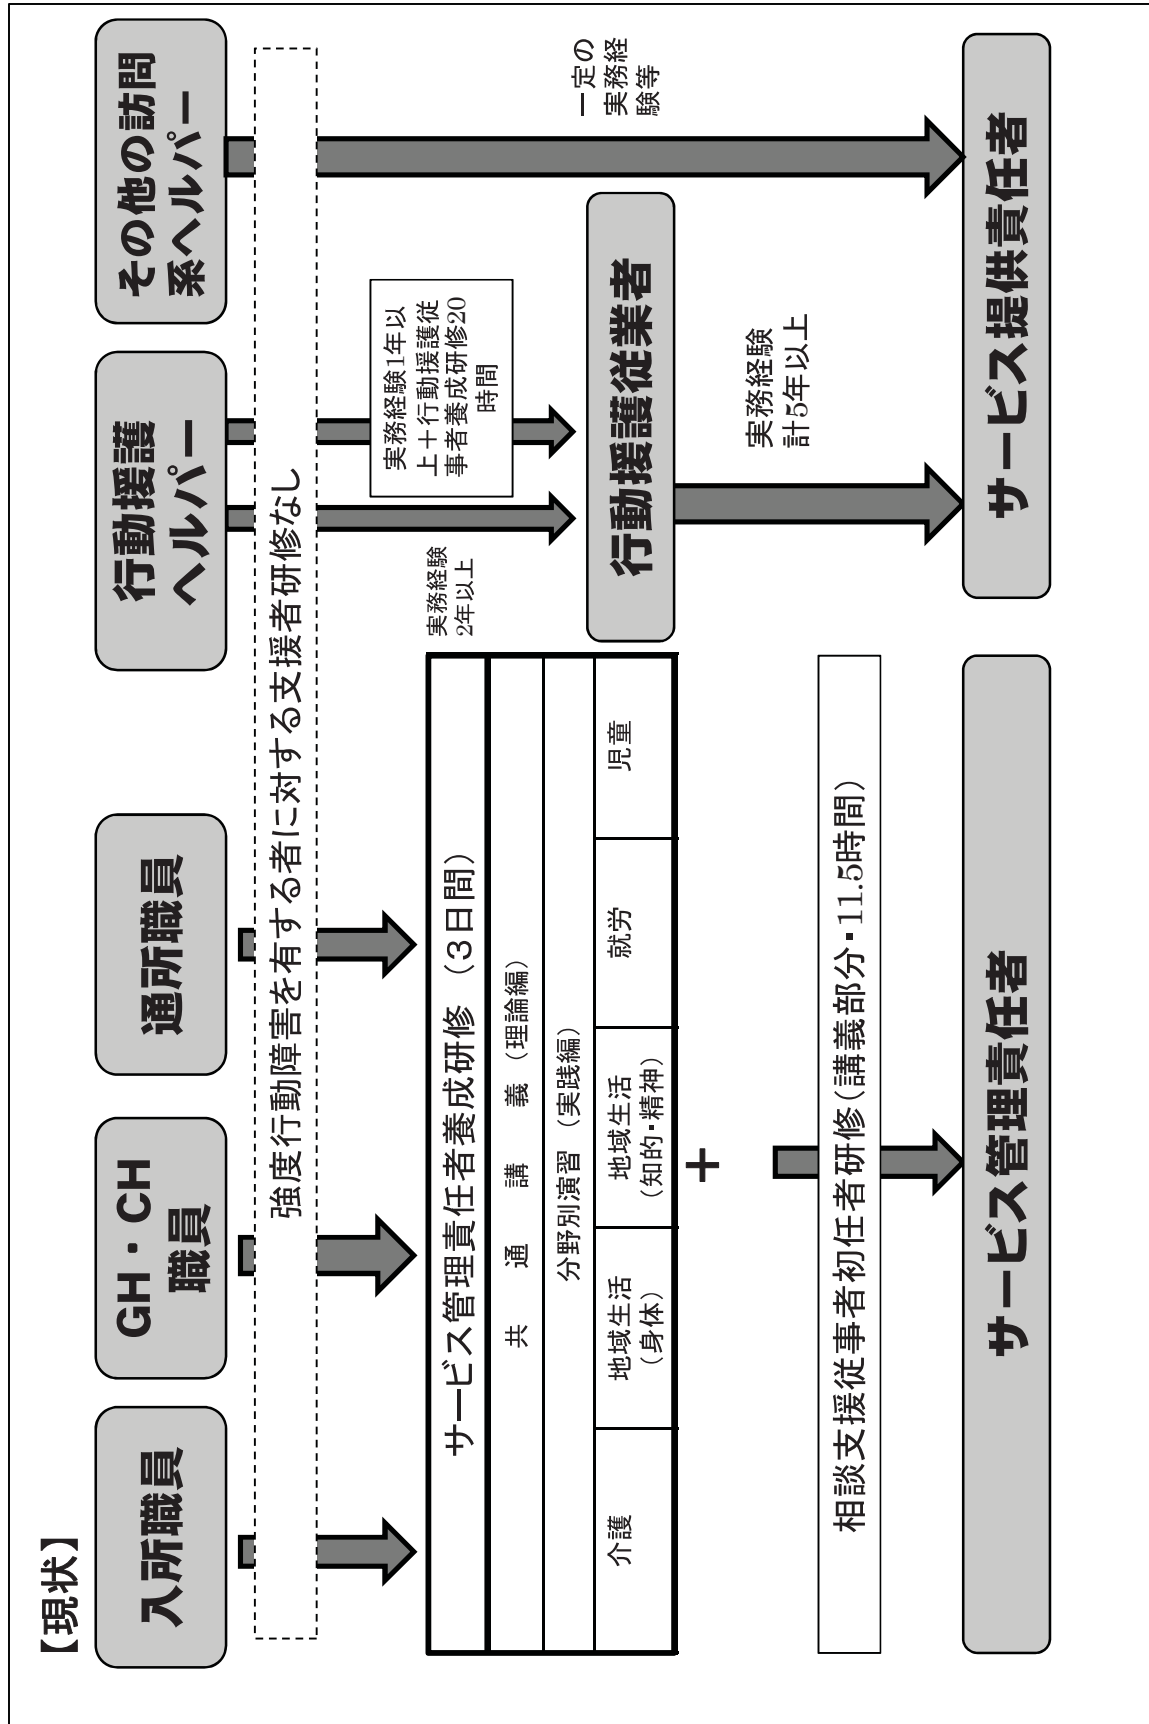 【現状】
入所職員
GH・CH
職員
通所職員
行動援護
ヘルパー
その他の訪問
系ヘルパー
強度行動障害を有する者に対する支援者研修なし
実務経験
2年以上
実務経験1年以
上＋行動援護従
事者養成研修20
時間
一定の
実務経
験等
サービス管理責任者養成研修（3日間）
共通講義（理論編）
分野別演習（実践編）
介護
地域生活
（身体）
地域生活
（知的・精神）
就労
児童
行動援護従業者
＋
実務経験
計5年以上
相談支援従事者初任者研修（講義部分・11.5時間）
サービス管理責任者
サービス提供責任者